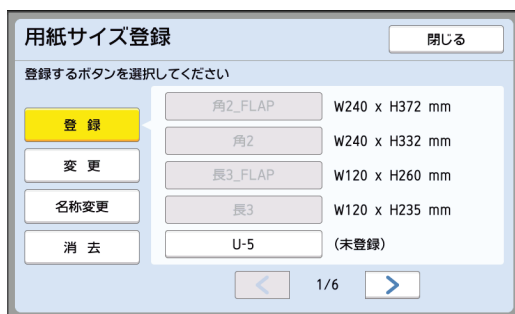 用紙サイズ登録 閉じる
登録するボタンを選択してください
登 録
変 更
名称変更
消 去
角2_FLAP W240 x H372 mm
角2 W240 x H332 mm
長3_FLAP W120 x H260 mm
長3 W120 x H235 mm
U-5 (未登録)
< 1/6 >